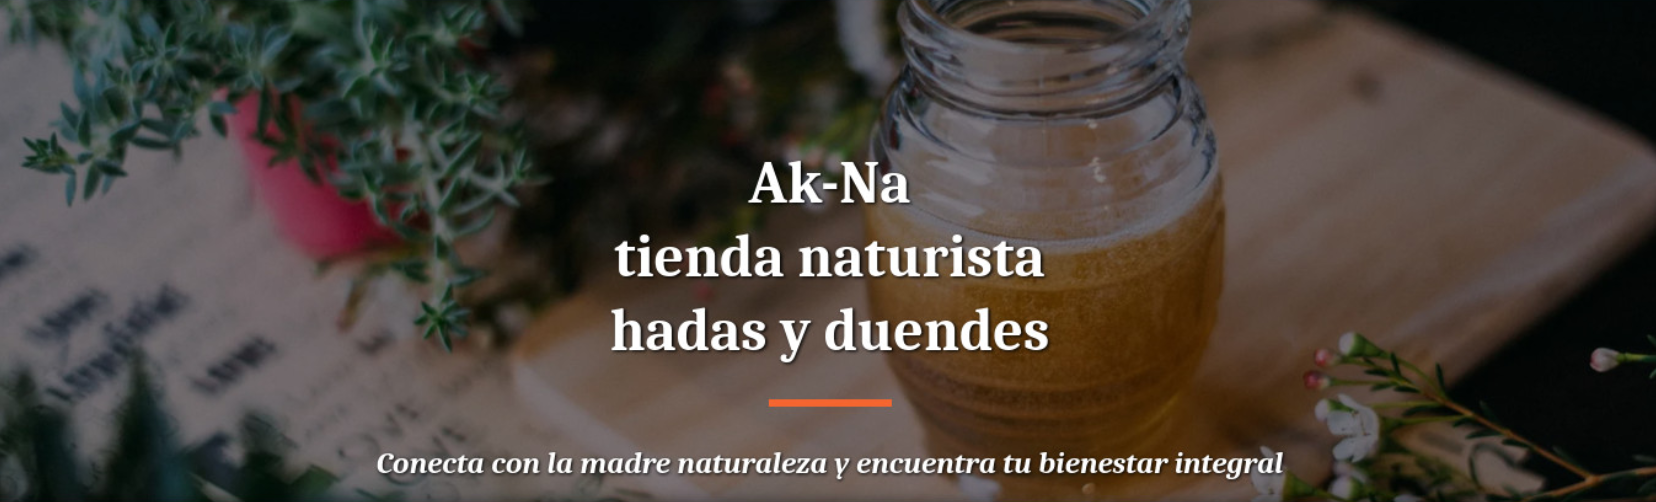 Ak-Na
tienda naturista
hadas y duendes
Conecta con la madre naturaleza y encuentra tu bienestar integral